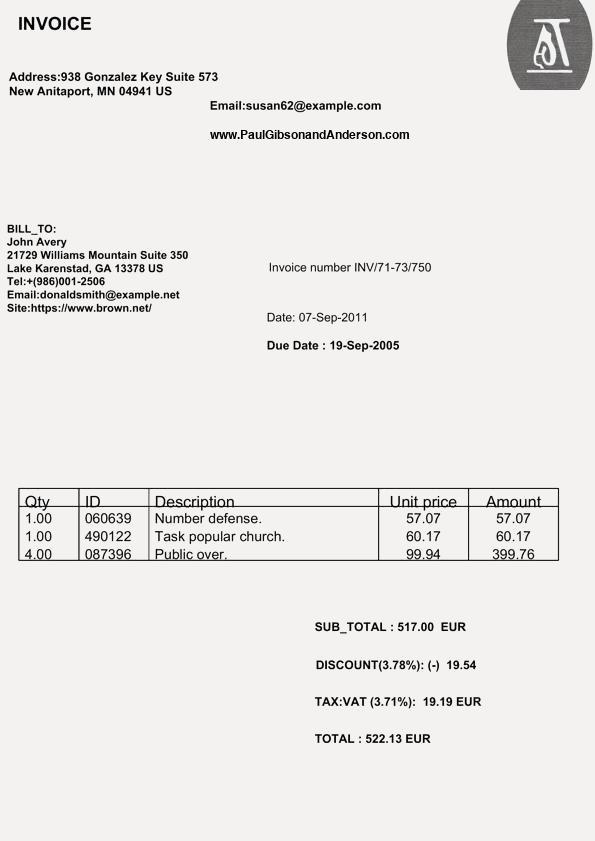 INVOICE
Address:938 Gonzalez Key Suite 573
New Anitaport, MN 04941 US
Email:susan62@example.com
www.PaulGibsonandAnderson.com
BILL_TO:
John Avery
21729 Williams Mountain Suite 350
Lake Karenstad, GA 13378 US
Tel:+(986)001-2506
Email:donaldsmith@example.net
Site:https://www.brown.net/
Invoice number INV/71-73/750
Date: 07-Sep-2011
Due Date : 19-Sep-2005
Qty ID Description Unit price Amount
1.00 060639 Number defense. 57.07 57.07
1.00 490122 Task popular church. 60.17 60.17
4.00 087396 Public over. 99.94 399.76
SUB_TOTAL : 517.00 EUR
DISCOUNT(3.78%): (-) 19.54
TAX:VAT (3.71%): 19.19 EUR
TOTAL : 522.13 EUR